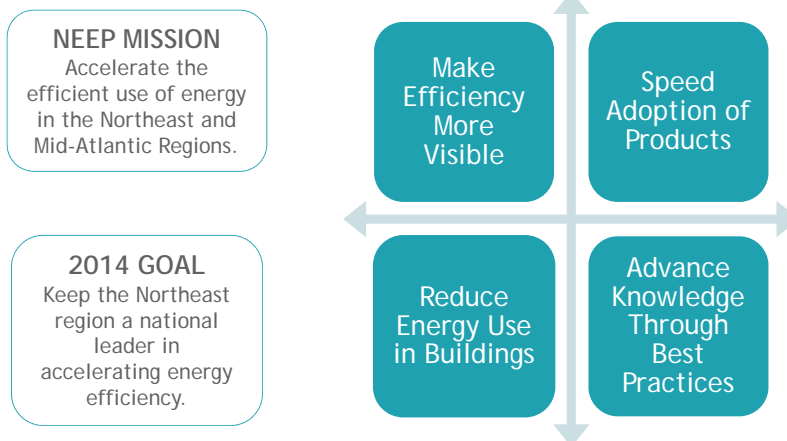 NEEP MISSION
Accelerate the
efficient use of energy
in the Northeast and
Mid-Atlantic Regions.
2014 GOAL
Keep the Northeast
region a national
leader in
accelerating energy
efficiency.
Make
Efficiency
More
Visible
Speed
Adoption of
Products
Reduce
Energy Use
in Buildings
Advance
Knowledge
Through
Best
Practices